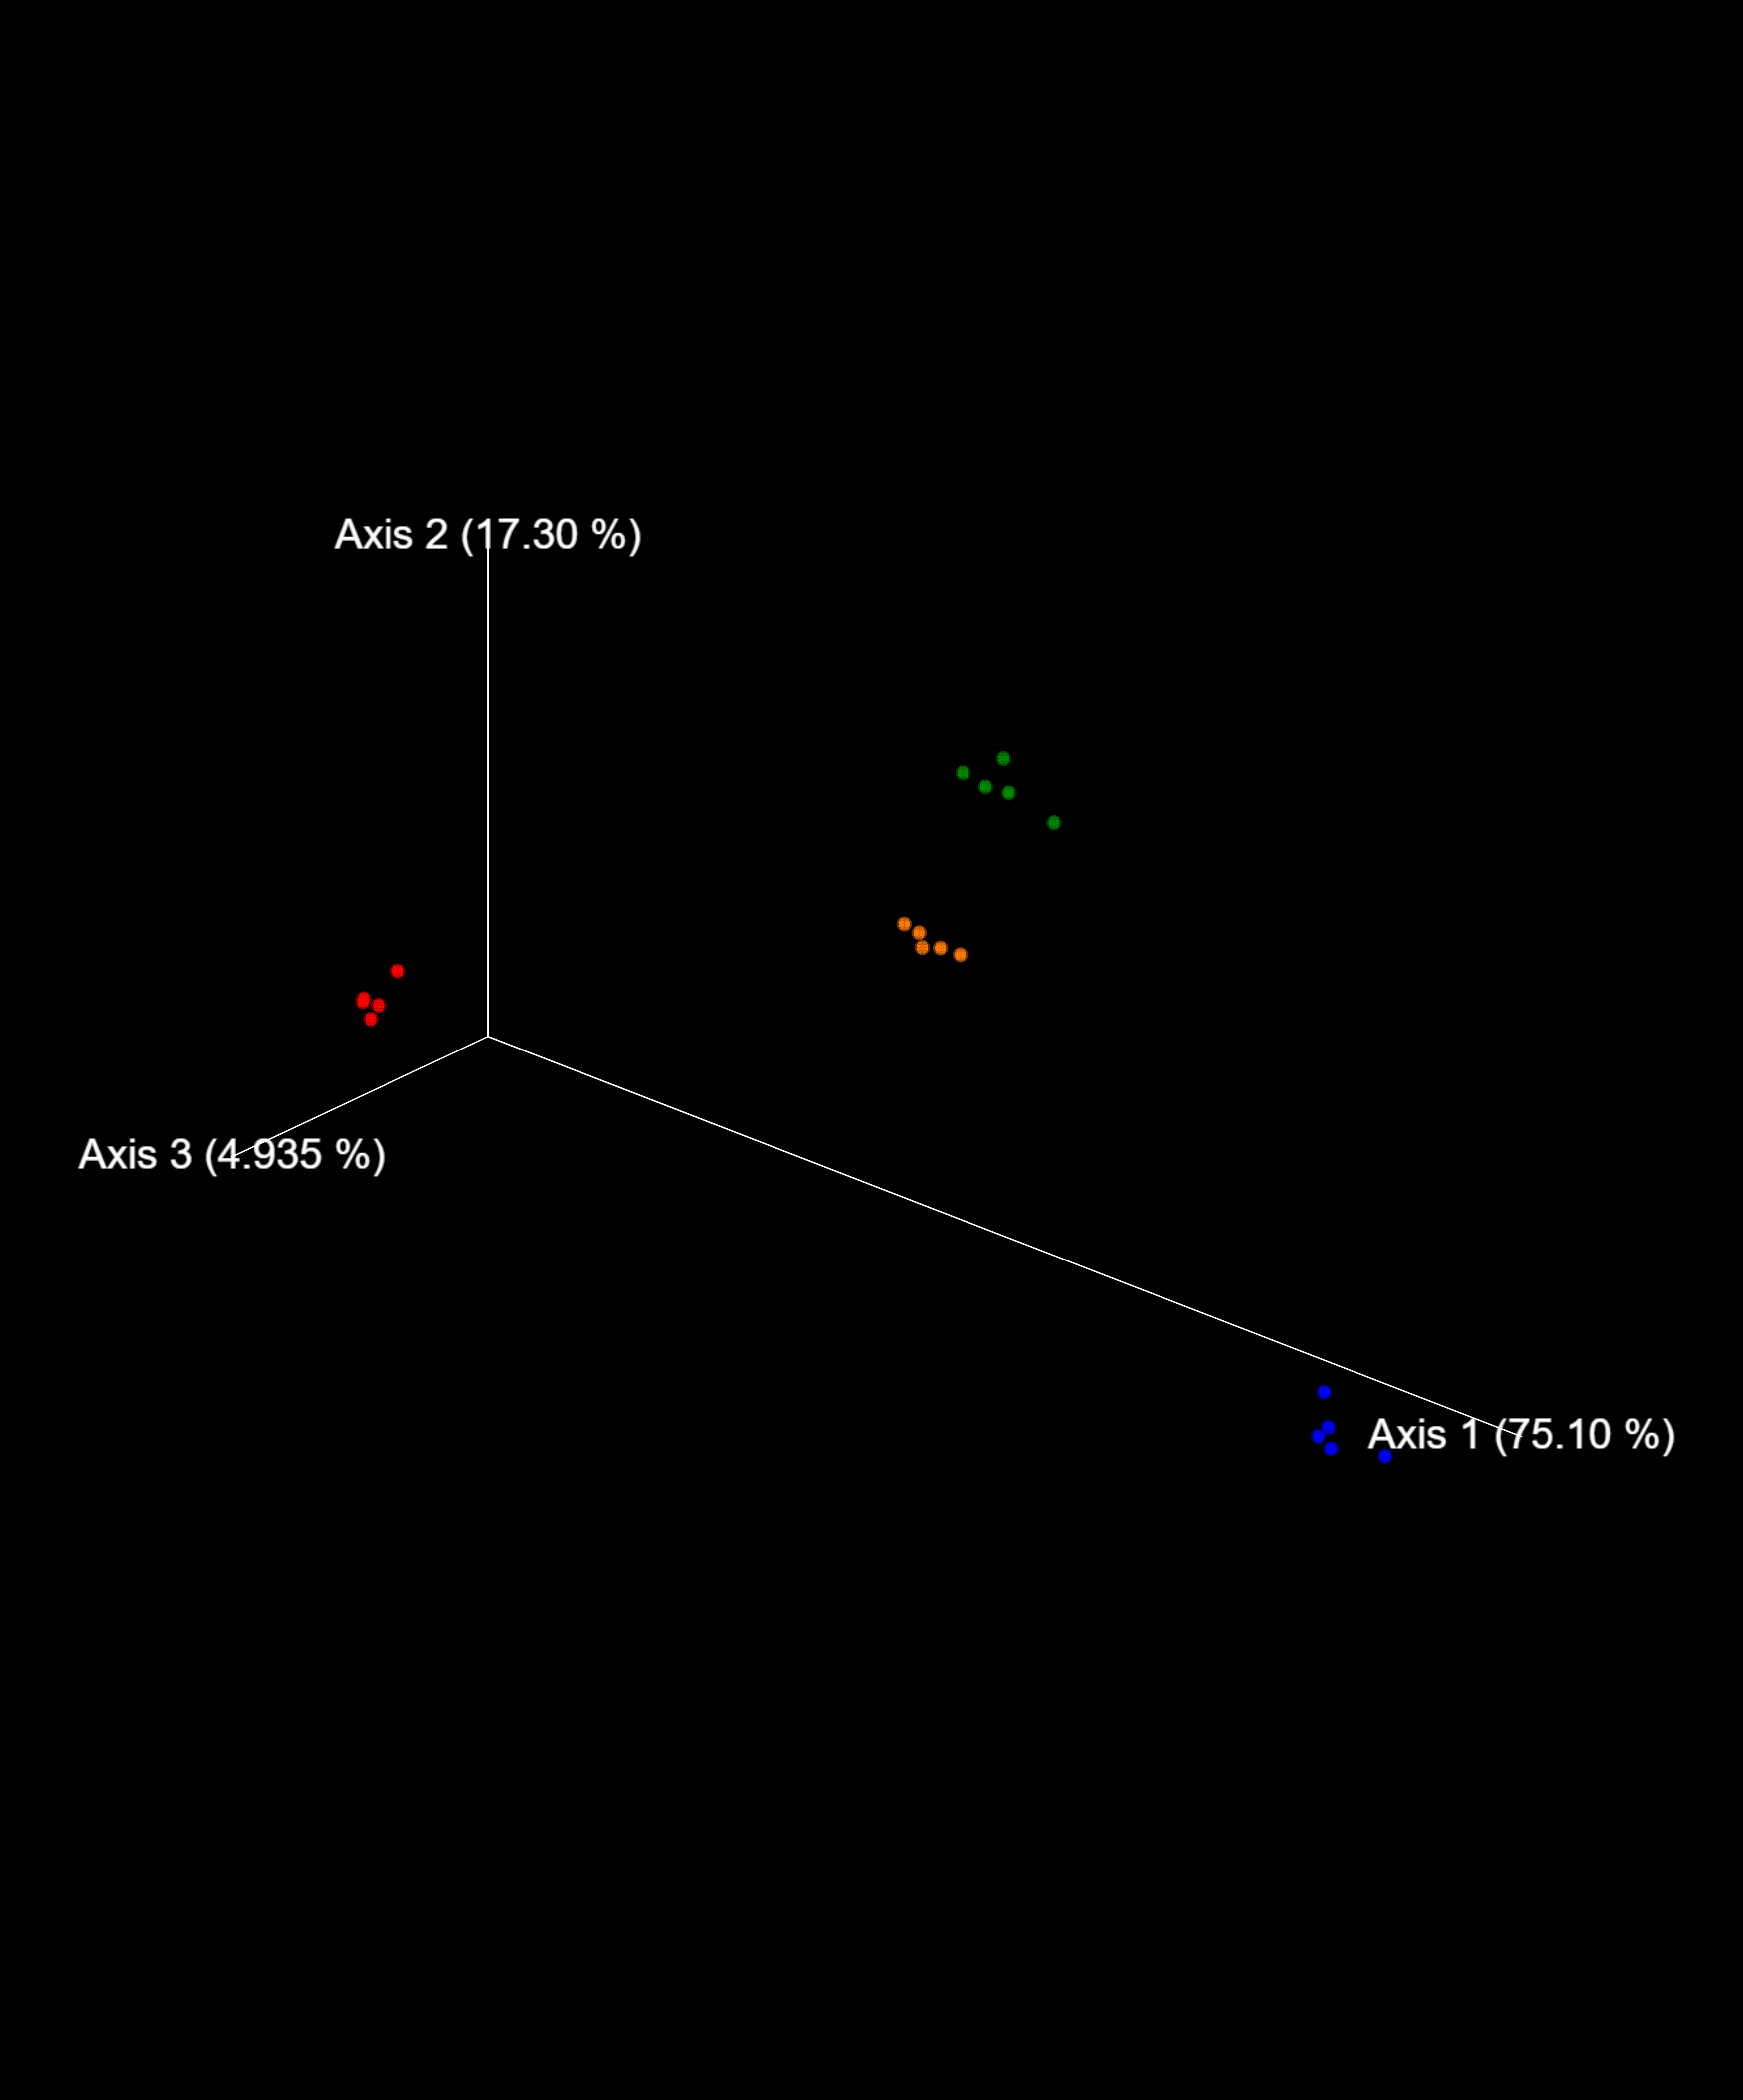 Axis 2 (17.30 %)
Axis 3 (4.935 %)
Axis 1 (75.10 %)